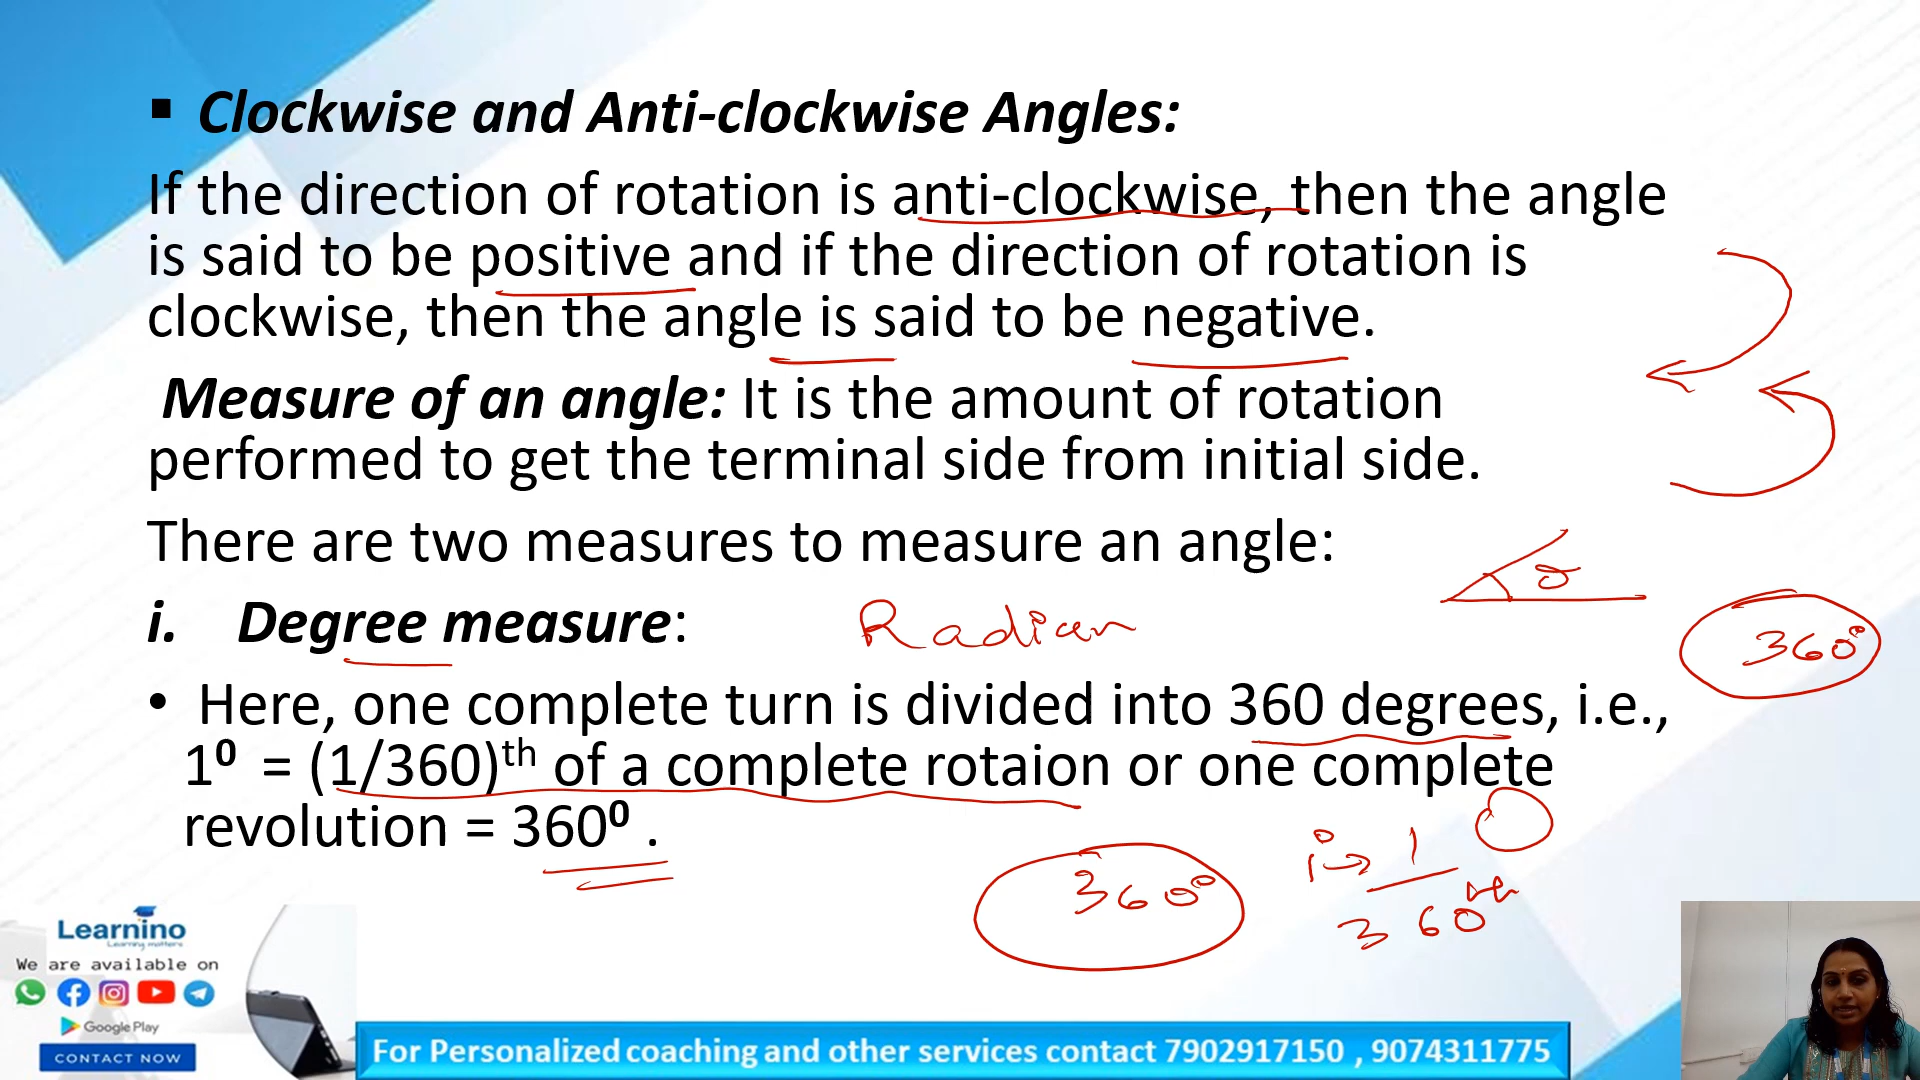 ▪ Clockwise and Anti-clockwise Angles:
If the direction of rotation is anti-clockwise, then the angle
is said to be positive and if the direction of rotation is
clockwise, then the angle is said to be negative.
Measure of an angle: It is the amount of rotation
performed to get the terminal side from initial side.
There are two measures to measure an angle:
i. Degree measure:
Radian
360°
• Here, one complete turn is divided into 360 degrees, i.e.,
1⁰ = (1/360)ᵗʰ of a complete rotaion or one complete
revolution = 360⁰ .
360°
1° → 1/360th
Learnino
Learning matters
We are available on
Google Play
CONTACT NOW
For Personalized coaching and other services contact 7902917150 , 9074311775